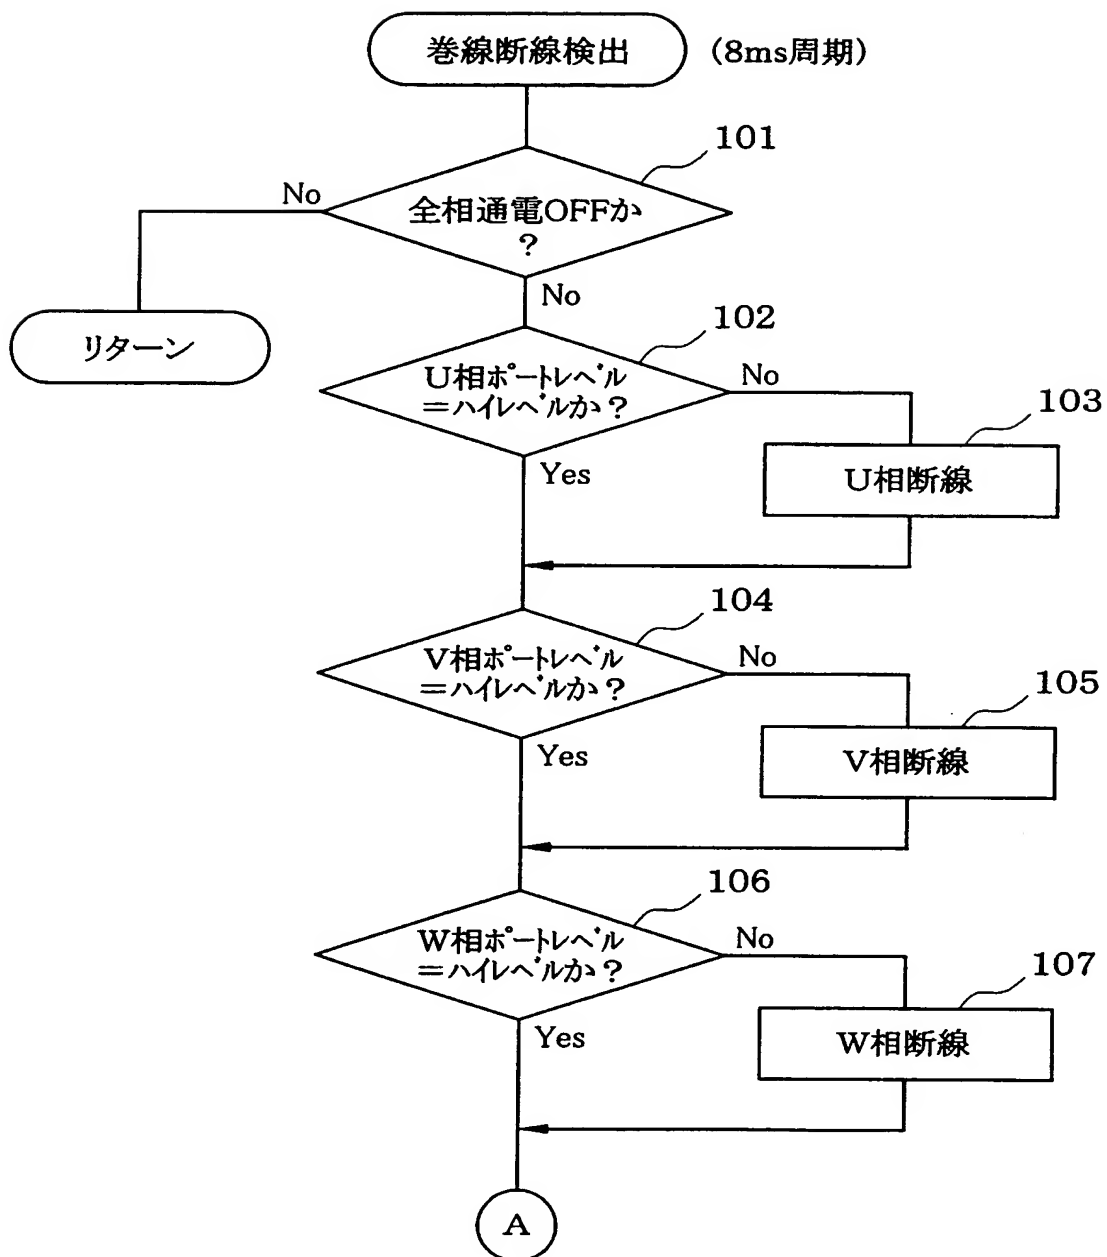 巻線断線検出
(8ms周期)
101
No
全相通電OFFか
?
No
リターン
102
U相ポートレベル
=ハイレベルか?
No
103
Yes
U相断線
104
V相ポートレベル
=ハイレベルか?
No
105
Yes
V相断線
106
W相ポートレベル
=ハイレベルか?
No
107
Yes
W相断線
A